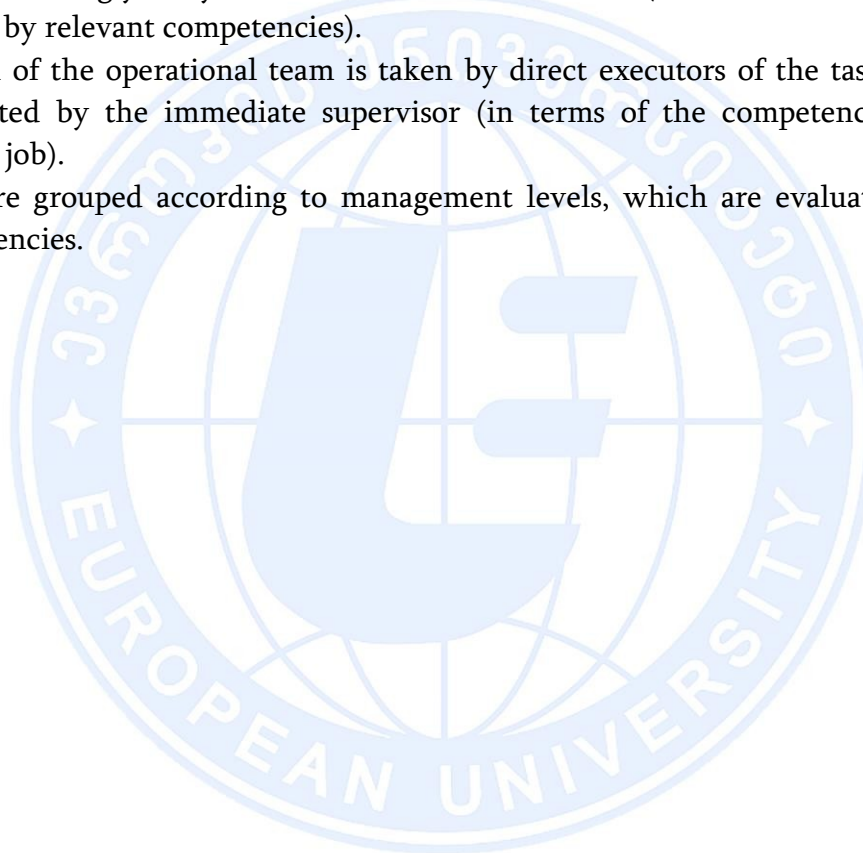 by relevant competencies).
of the operational team is taken by direct executors of the tas
ted by the immediate supervisor (in terms of the competenc
job).
re grouped according to management levels, which are evaluat
encies.
ევროპის უნივერსიტეტი
EUROPEAN UNIVERSITY